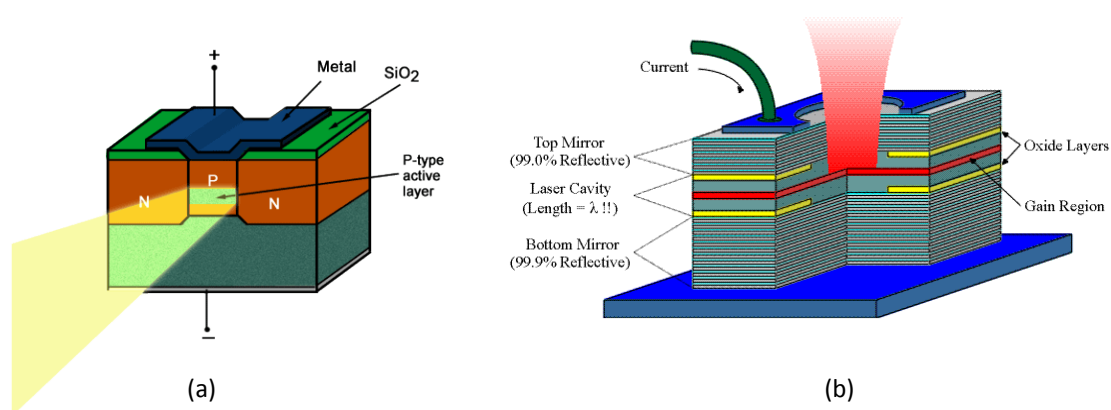 +
Metal
SiO2
P-type
active
layer
P
N
N
–
(a)
Current
Top Mirror
(99.0% Reflective)
Laser Cavity
(Length = λ !!)
Bottom Mirror
(99.9% Reflective)
Oxide Layers
Gain Region
(b)